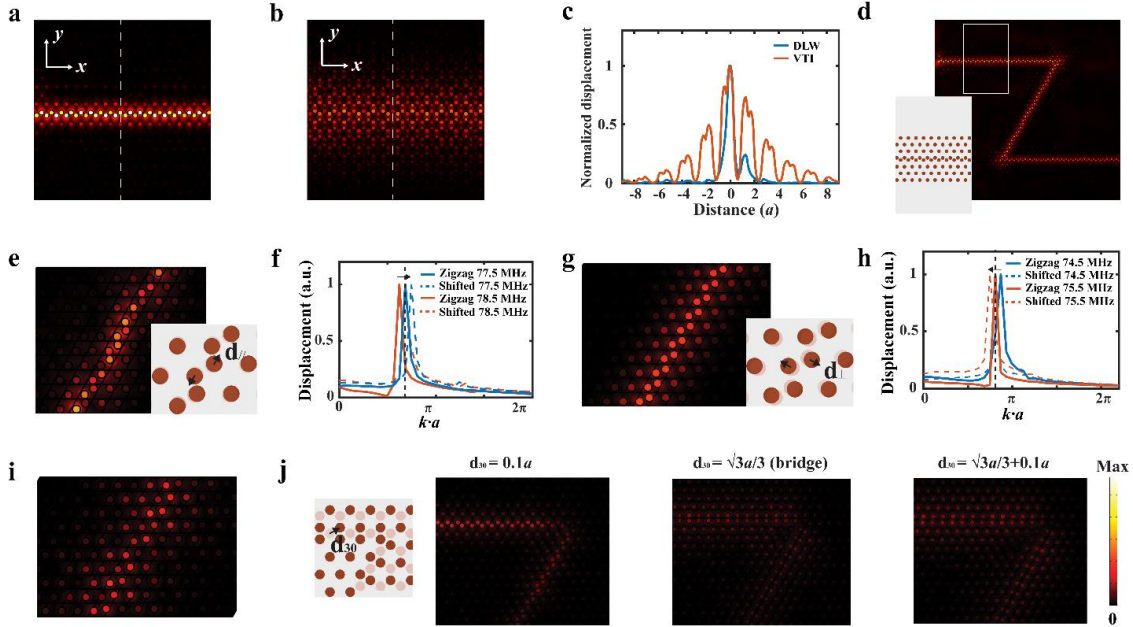 a
y
x
b
y
x
c
Normalized displacement
1
0.5
0
DLW
VTI
-8 -6 -4 -2 0 2 4 6 8
Distance (a)
d
e
d//
f
Displacement (a.u.)
1
0.5
0
Zigzag 77.5 MHz
Shifted 77.5 MHz
Zigzag 78.5 MHz
Shifted 78.5 MHz
0 π 2π
k·a
g
d⊥
h
Displacement (a.u.)
1
0.5
0
Zigzag 74.5 MHz
Shifted 74.5 MHz
Zigzag 75.5 MHz
Shifted 75.5 MHz
0 π 2π
k·a
i
j
d30
d30 = 0.1a
d30 = √3a/3 (bridge)
d30 = √3a/3+0.1a
Max
0